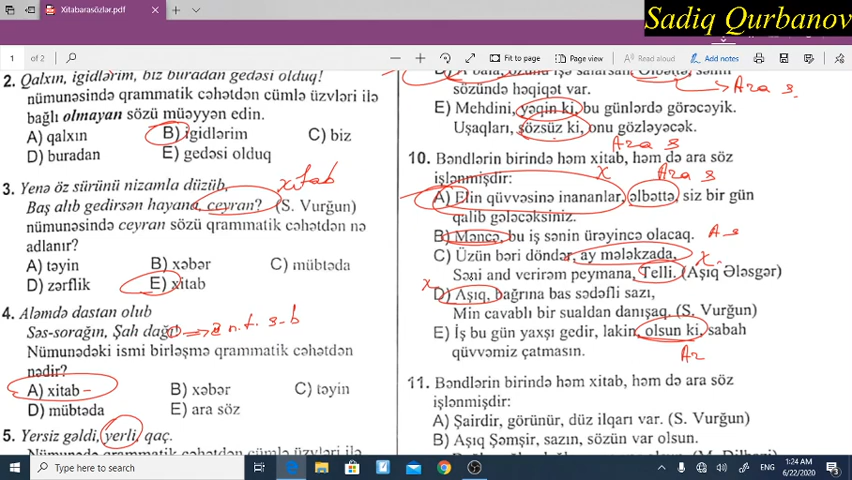 Xitabarasözlər.pdf
Sadiq Qurbanov
1 of 2
Fit to page
Page view
Read aloud
2. Qalxın, igidlərim, biz buradan gedəsi olduq!
nümunəsində qrammatik cəhətdən cümlə üzvləri ilə
bağlı olmayan sözü müəyyən edin.
A) qalxın B) igidlərim C) biz
D) buradan E) gedəsi olduq
3. Yenə öz sürünü nizamla düzüb, xitab
Baş alıb gedirsən hayana, ceyran? (S. Vurğun)
nümunəsində ceyran sözü qrammatik cəhətdən nə
adlanır?
A) təyin B) xəbər C) mübtəda
D) zərflik E) xitab
4. Aləmdə dastan olub
Səs-sorağın, Şah dağı 2 n.t. s-b
Nümunədəki ismi birləşmə qrammatik cəhətdən
nədir?
A) xitab – B) xəbər C) təyin
D) mübtəda E) ara söz
5. Yersiz gəldi, yerli, qaç.
sözündə həqiqət var. Ara s.
E) Mehdini, yəqin ki, bu günlərdə görəcəyik.
Uşaqları, sözsüz ki, onu gözləyəcək.
Ara s
10. Bəndlərin birində həm xitab, həm də ara söz
işlənmişdir: x Ara s
A) Elin qüvvəsinə inananlar, əlbəttə, siz bir gün
qalib gələcəksiniz.
B) Məncə, bu iş sənin ürəyincə olacaq. A s
C) Üzün bəri döndər, ay mələkzada,
Səni and verirəm peymana, Telli. (Aşıq Ələsgər) x
x D) Aşıq, bağrına bas sədəfli sazı,
Min cavablı bir sualdan danışaq. (S. Vurğun)
E) İş bu gün yaxşı gedir, lakin, olsun ki, sabah
qüvvəmiz çatmasın. Ar
11. Bəndlərin birində həm xitab, həm də ara söz
işlənmişdir:
A) Şairdir, görünür, düz ilqarı var. (S. Vurğun)
B) Aşıq Şəmşir, sazın, sözün var olsun.
Type here to search
ENG
1:24 AM
6/22/2020